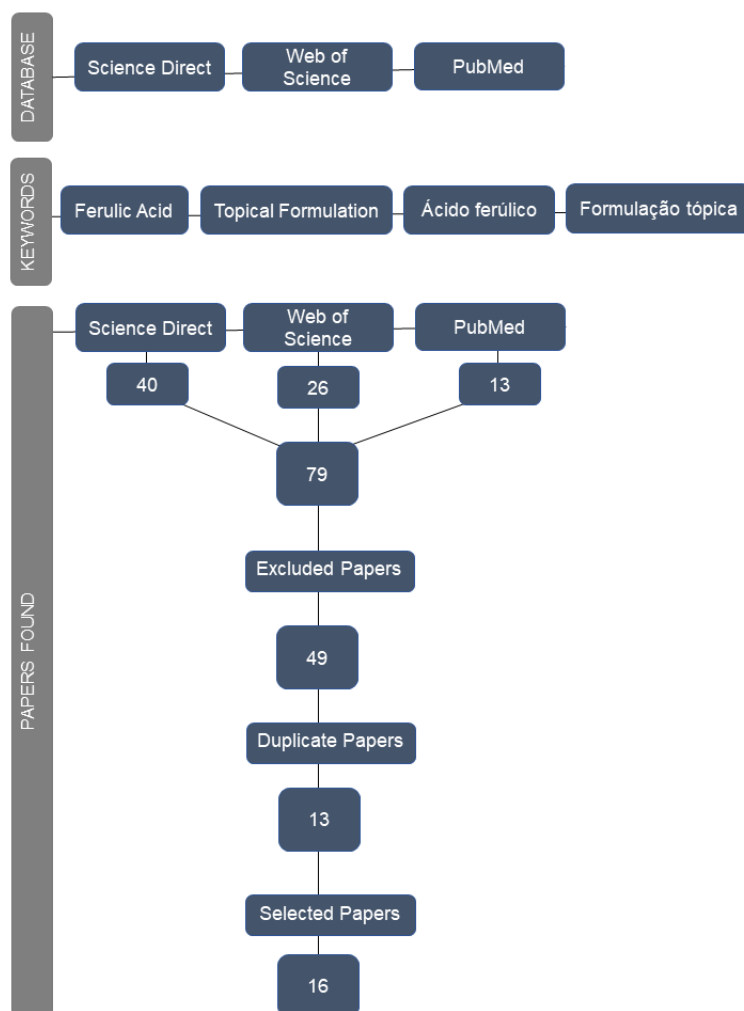 DATABASE
Science Direct
Web of
Science
PubMed
KEYWORDS
Ferulic Acid
Topical Formulation
Ácido ferúlico
Formulação tópica
PAPERS FOUND
Science Direct
Web of
Science
PubMed
40
26
13
79
Excluded Papers
49
Duplicate Papers
13
Selected Papers
16